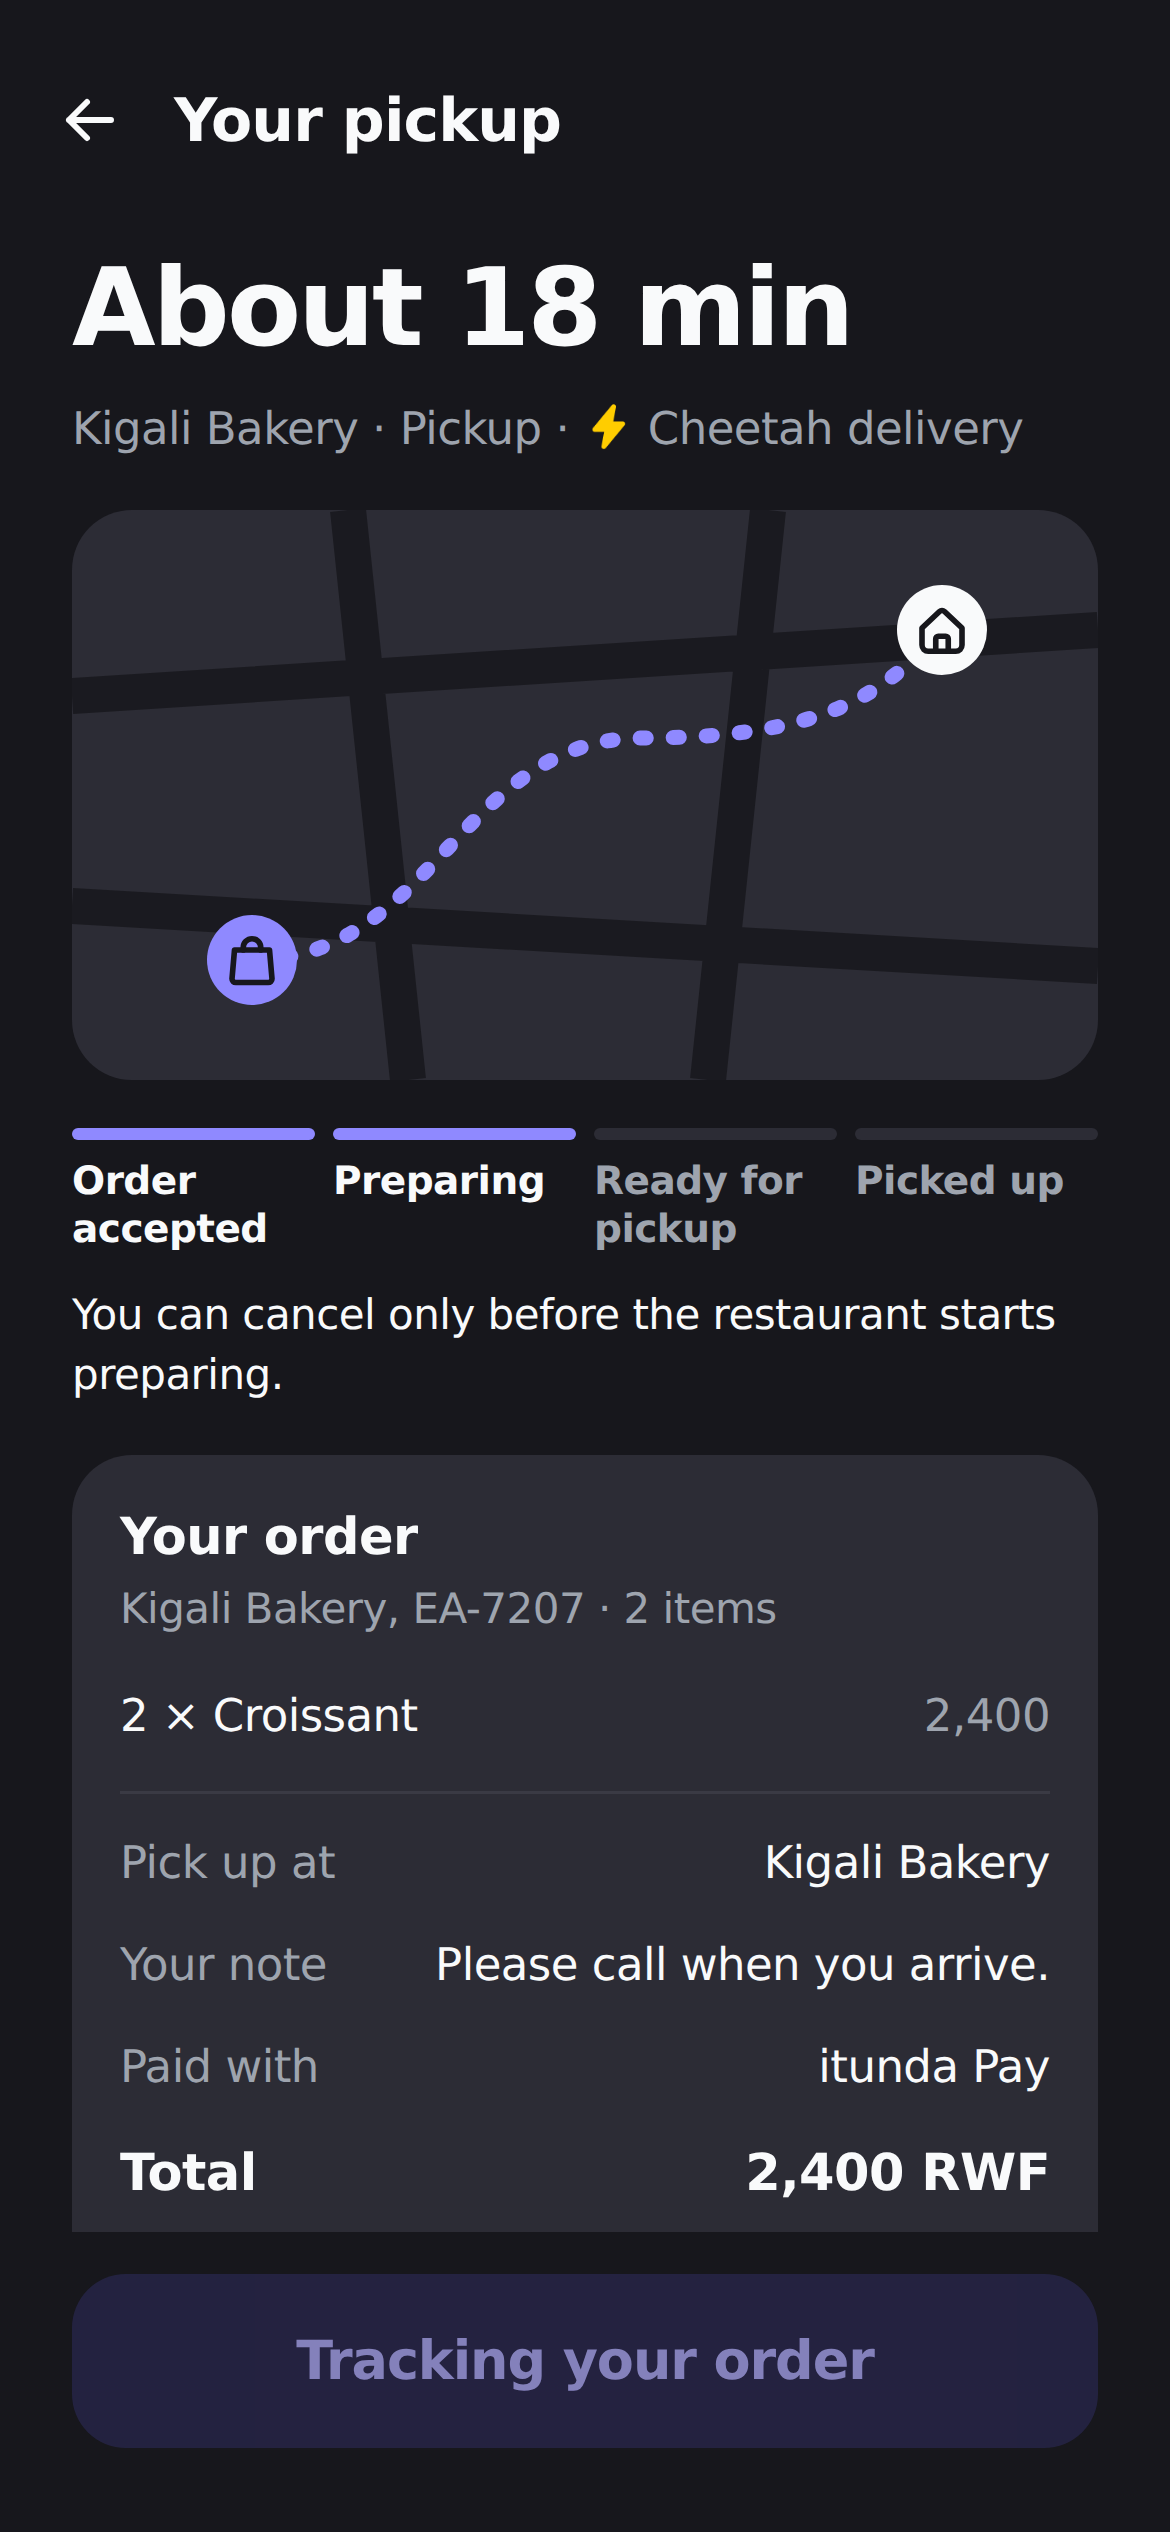 Your pickup
About 18 min
Kigali Bakery · Pickup · ⚡ Cheetah delivery
Order accepted
Preparing
Ready for pickup
Picked up
You can cancel only before the restaurant starts
preparing.
Your order
Kigali Bakery, EA-7207 · 2 items
2 × Croissant 2,400
Pick up at Kigali Bakery
Your note Please call when you arrive.
Paid with itunda Pay
Total 2,400 RWF
Tracking your order